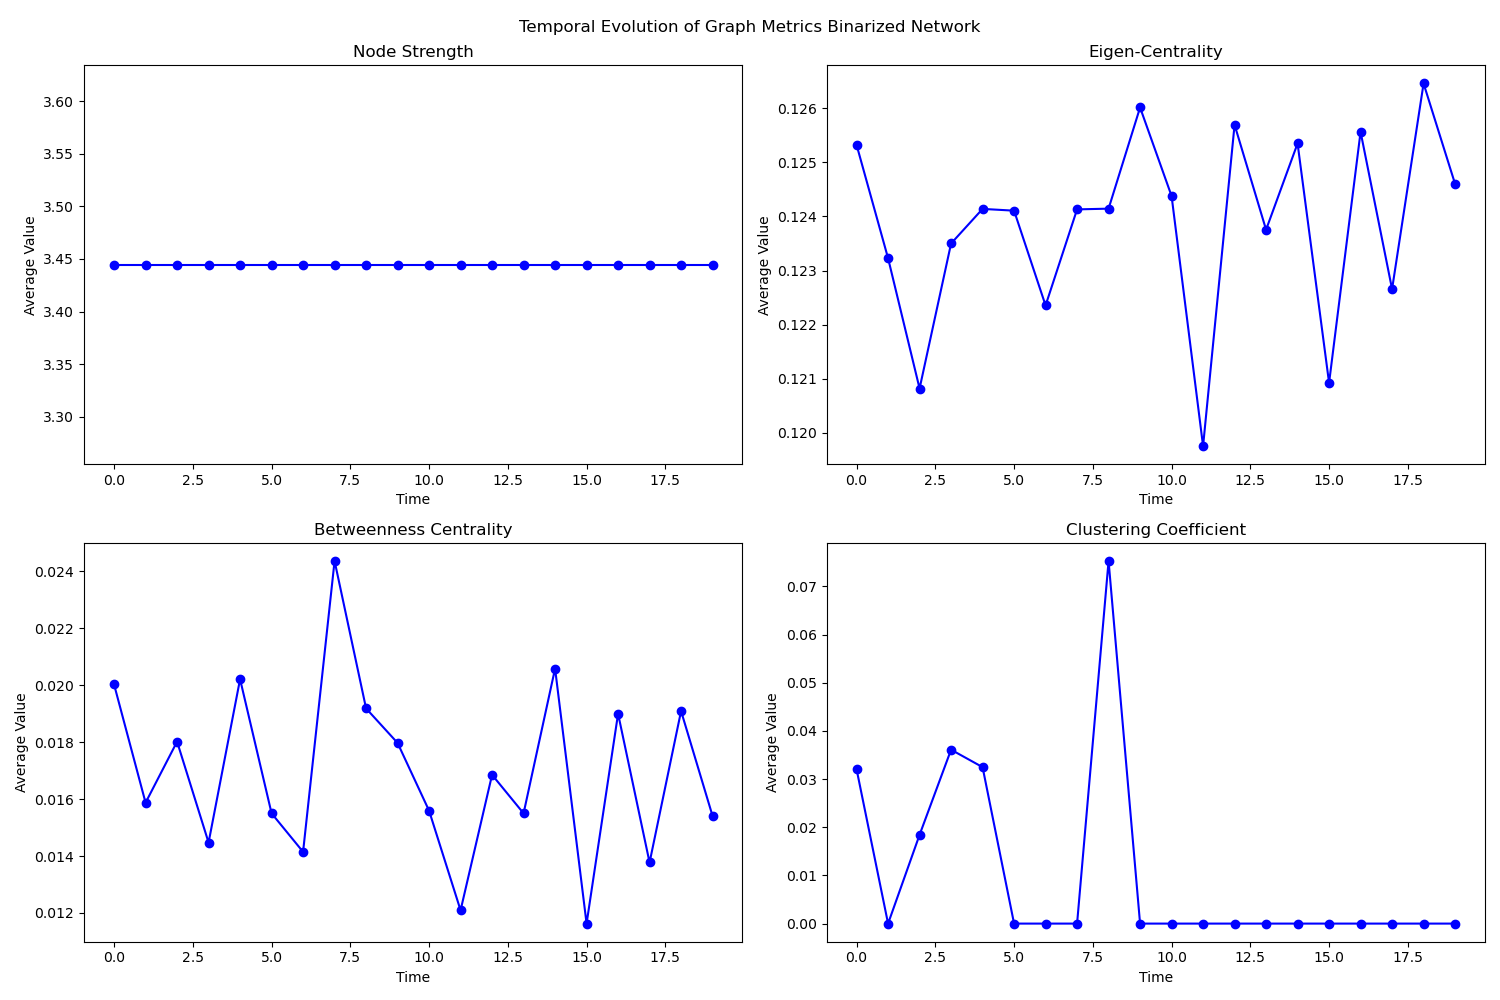 Temporal Evolution of Graph Metrics Binarized Network
Node Strength
3.60
3.55
3.50
3.45
3.40
3.35
3.30
Average Value
0.0 2.5 5.0 7.5 10.0 12.5 15.0 17.5
Time
Eigen-Centrality
0.126
0.125
0.124
0.123
0.122
0.121
0.120
Average Value
0.0 2.5 5.0 7.5 10.0 12.5 15.0 17.5
Time
Betweenness Centrality
0.024
0.022
0.020
0.018
0.016
0.014
0.012
Average Value
0.0 2.5 5.0 7.5 10.0 12.5 15.0 17.5
Time
Clustering Coefficient
0.07
0.06
0.05
0.04
0.03
0.02
0.01
0.00
Average Value
0.0 2.5 5.0 7.5 10.0 12.5 15.0 17.5
Time